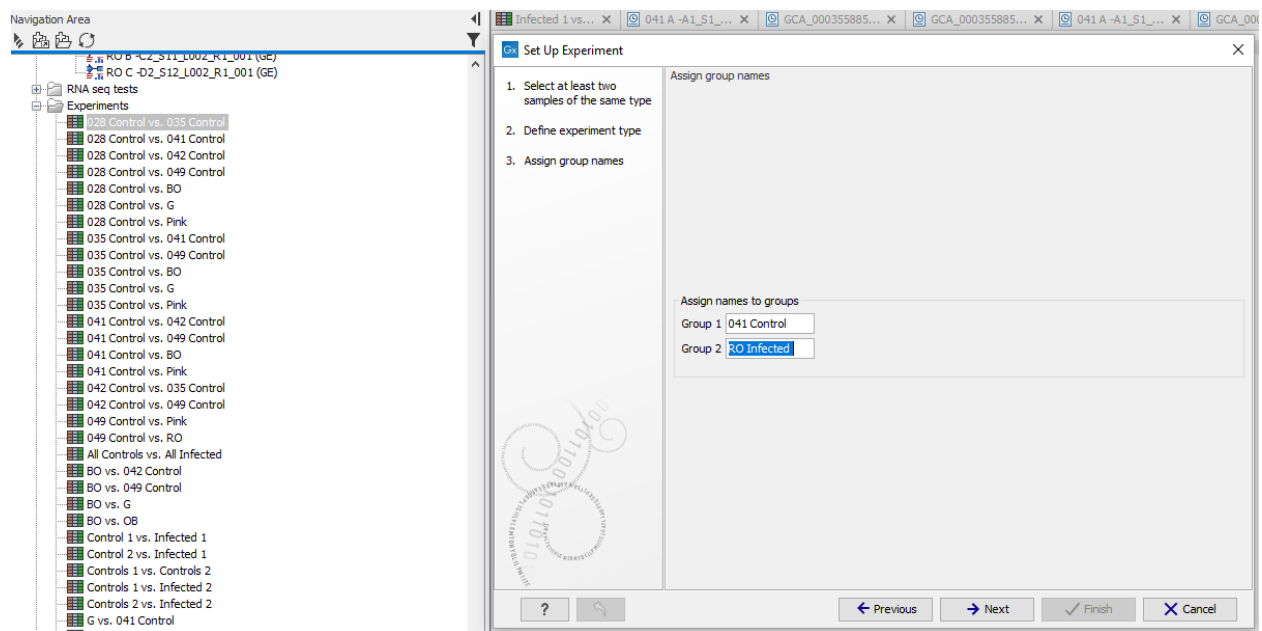 Navigation Area
RO B -C2_S11_L002_R1_001 (GE)
RO C -D2_S12_L002_R1_001 (GE)
RNA seq tests
Experiments
028 Control vs. 035 Control
028 Control vs. 041 Control
028 Control vs. 042 Control
028 Control vs. 049 Control
028 Control vs. BO
028 Control vs. G
028 Control vs. Pink
035 Control vs. 041 Control
035 Control vs. 049 Control
035 Control vs. BO
035 Control vs. G
035 Control vs. Pink
041 Control vs. 042 Control
041 Control vs. 049 Control
041 Control vs. BO
041 Control vs. Pink
042 Control vs. 035 Control
042 Control vs. 049 Control
049 Control vs. Pink
049 Control vs. RO
All Controls vs. All Infected
BO vs. 042 Control
BO vs. 049 Control
BO vs. G
BO vs. OB
Control 1 vs. Infected 1
Control 2 vs. Infected 1
Controls 1 vs. Controls 2
Controls 1 vs. Infected 2
Controls 2 vs. Infected 2
G vs. 041 Control
Infected 1 vs... 041 A -A1_S1_... GCA_000355885... GCA_000355885... 041 A -A1_S1_... GCA_00
Gx Set Up Experiment
1. Select at least two
samples of the same type
2. Define experiment type
3. Assign group names
Assign group names
Assign names to groups
Group 1 041 Control
Group 2 RO Infected
? Previous Next Finish Cancel